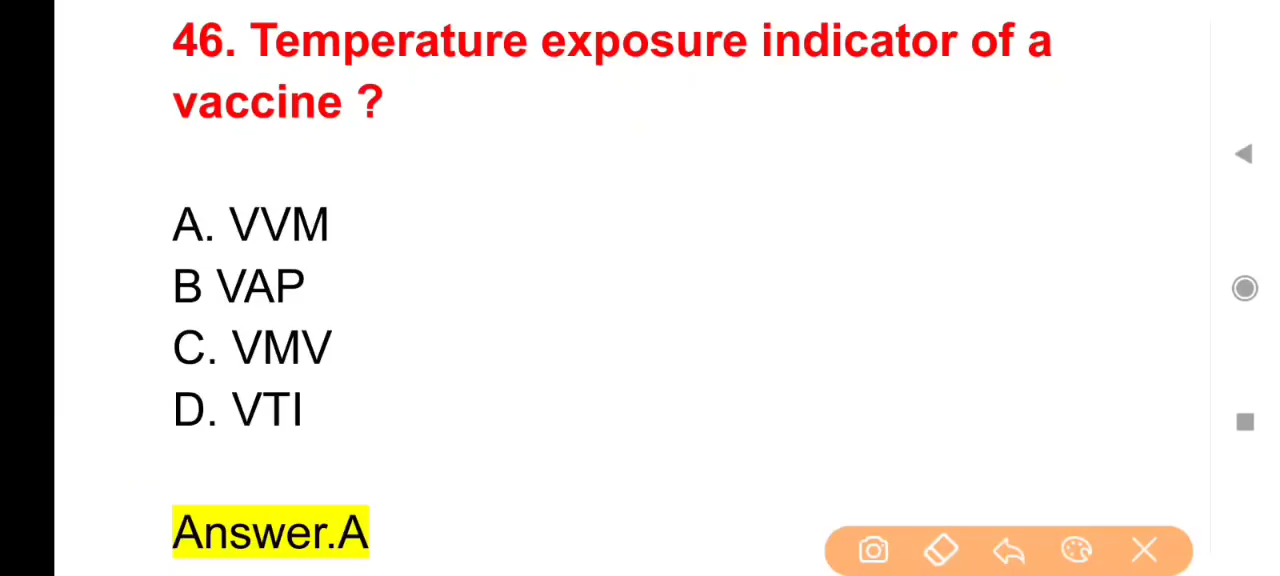 46. Temperature exposure indicator of a
vaccine ?
A. VVM
B VAP
C. VMV
D. VTI
Answer.A